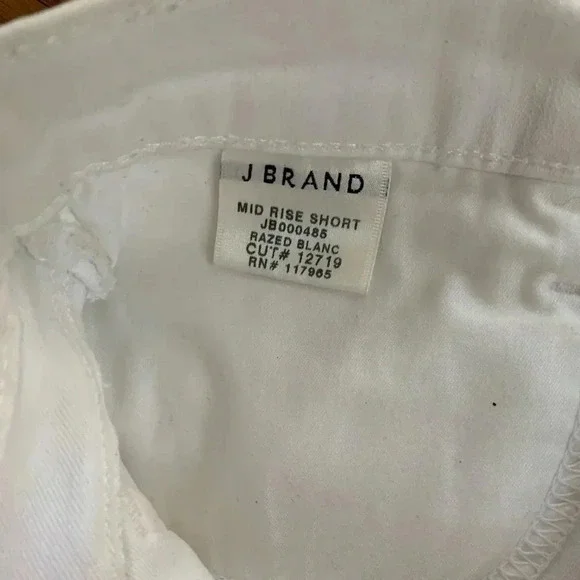 J BRAND
MID RISE SHORT
JB000485
RAZED BLANC
CUT# 12719
RN# 117965